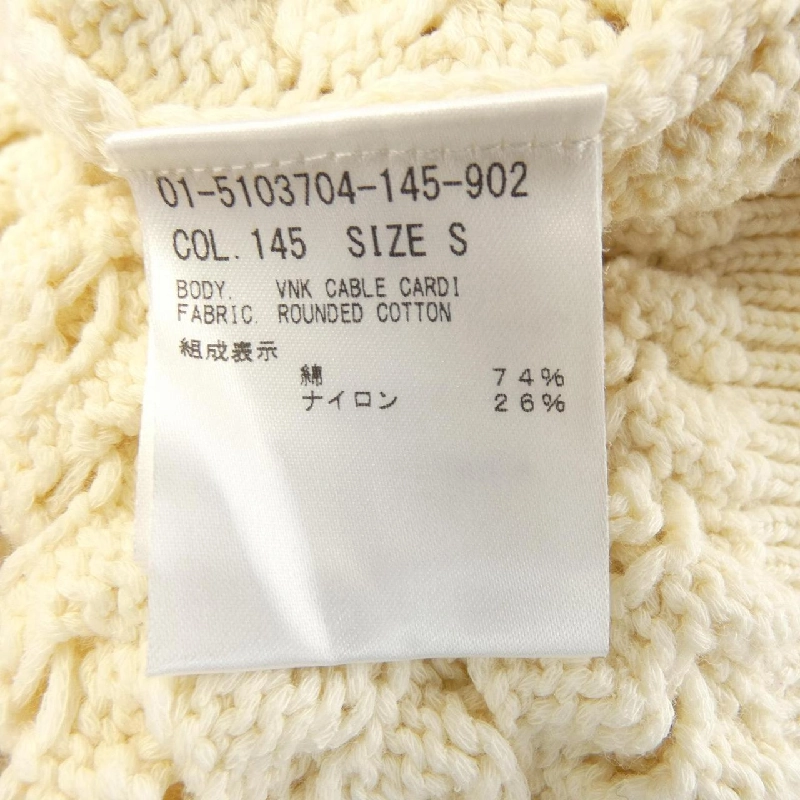 01-5103704-145-902
COL. 145 SIZE S
BODY. VNK CABLE CARDI
FABRIC. ROUNDED COTTON
組成表示
綿 74%
ナイロン 26%